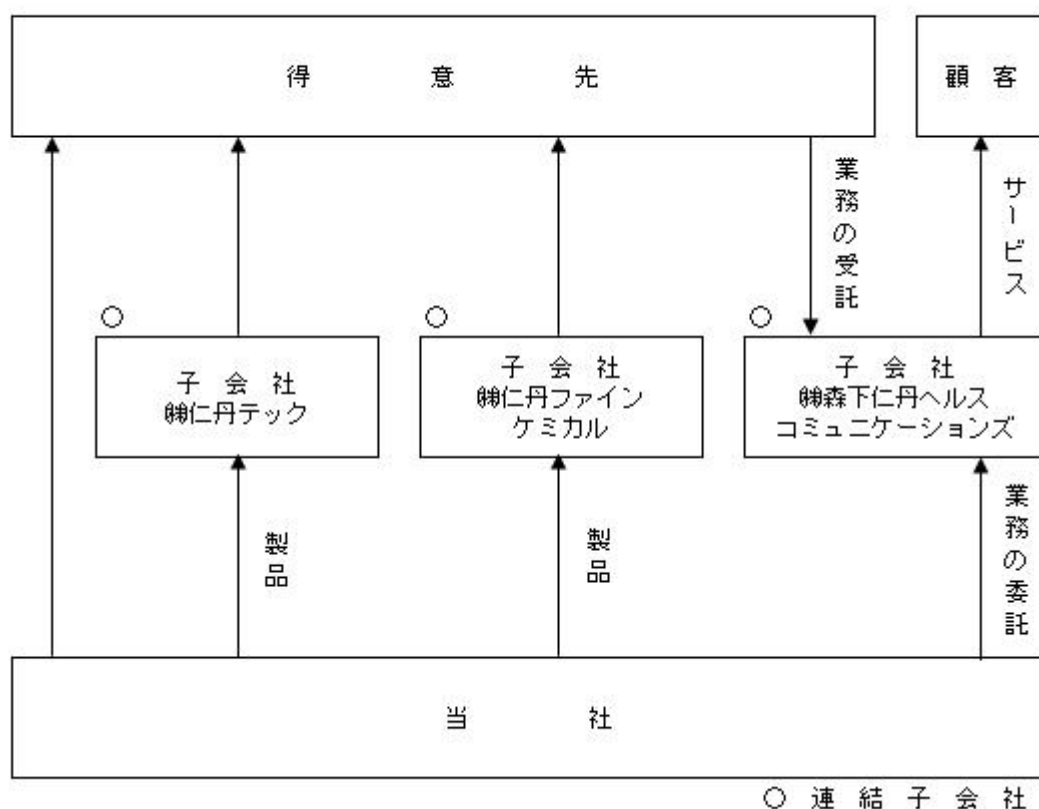 得意先
顧客
業務の受託
サービス
子会社
㈱仁丹テック
子会社
㈱仁丹ファイン
ケミカル
子会社
㈱森下仁丹ヘルス
コミュニケーションズ
製品
製品
業務の委託
当社
○連結子会社